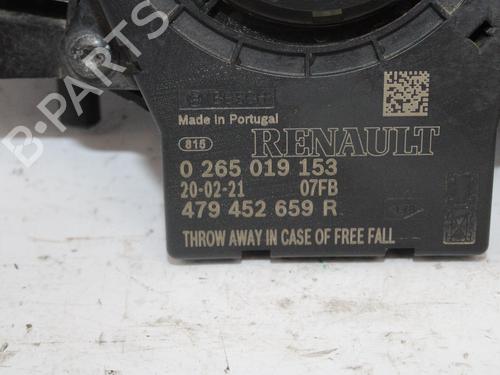 BOSCH
Made in Portugal
815
RENAULT
0 265 019 153
20-02-21 07FB
479 452 659 R
THROW AWAY IN CASE OF FREE FALL
B-PARTS